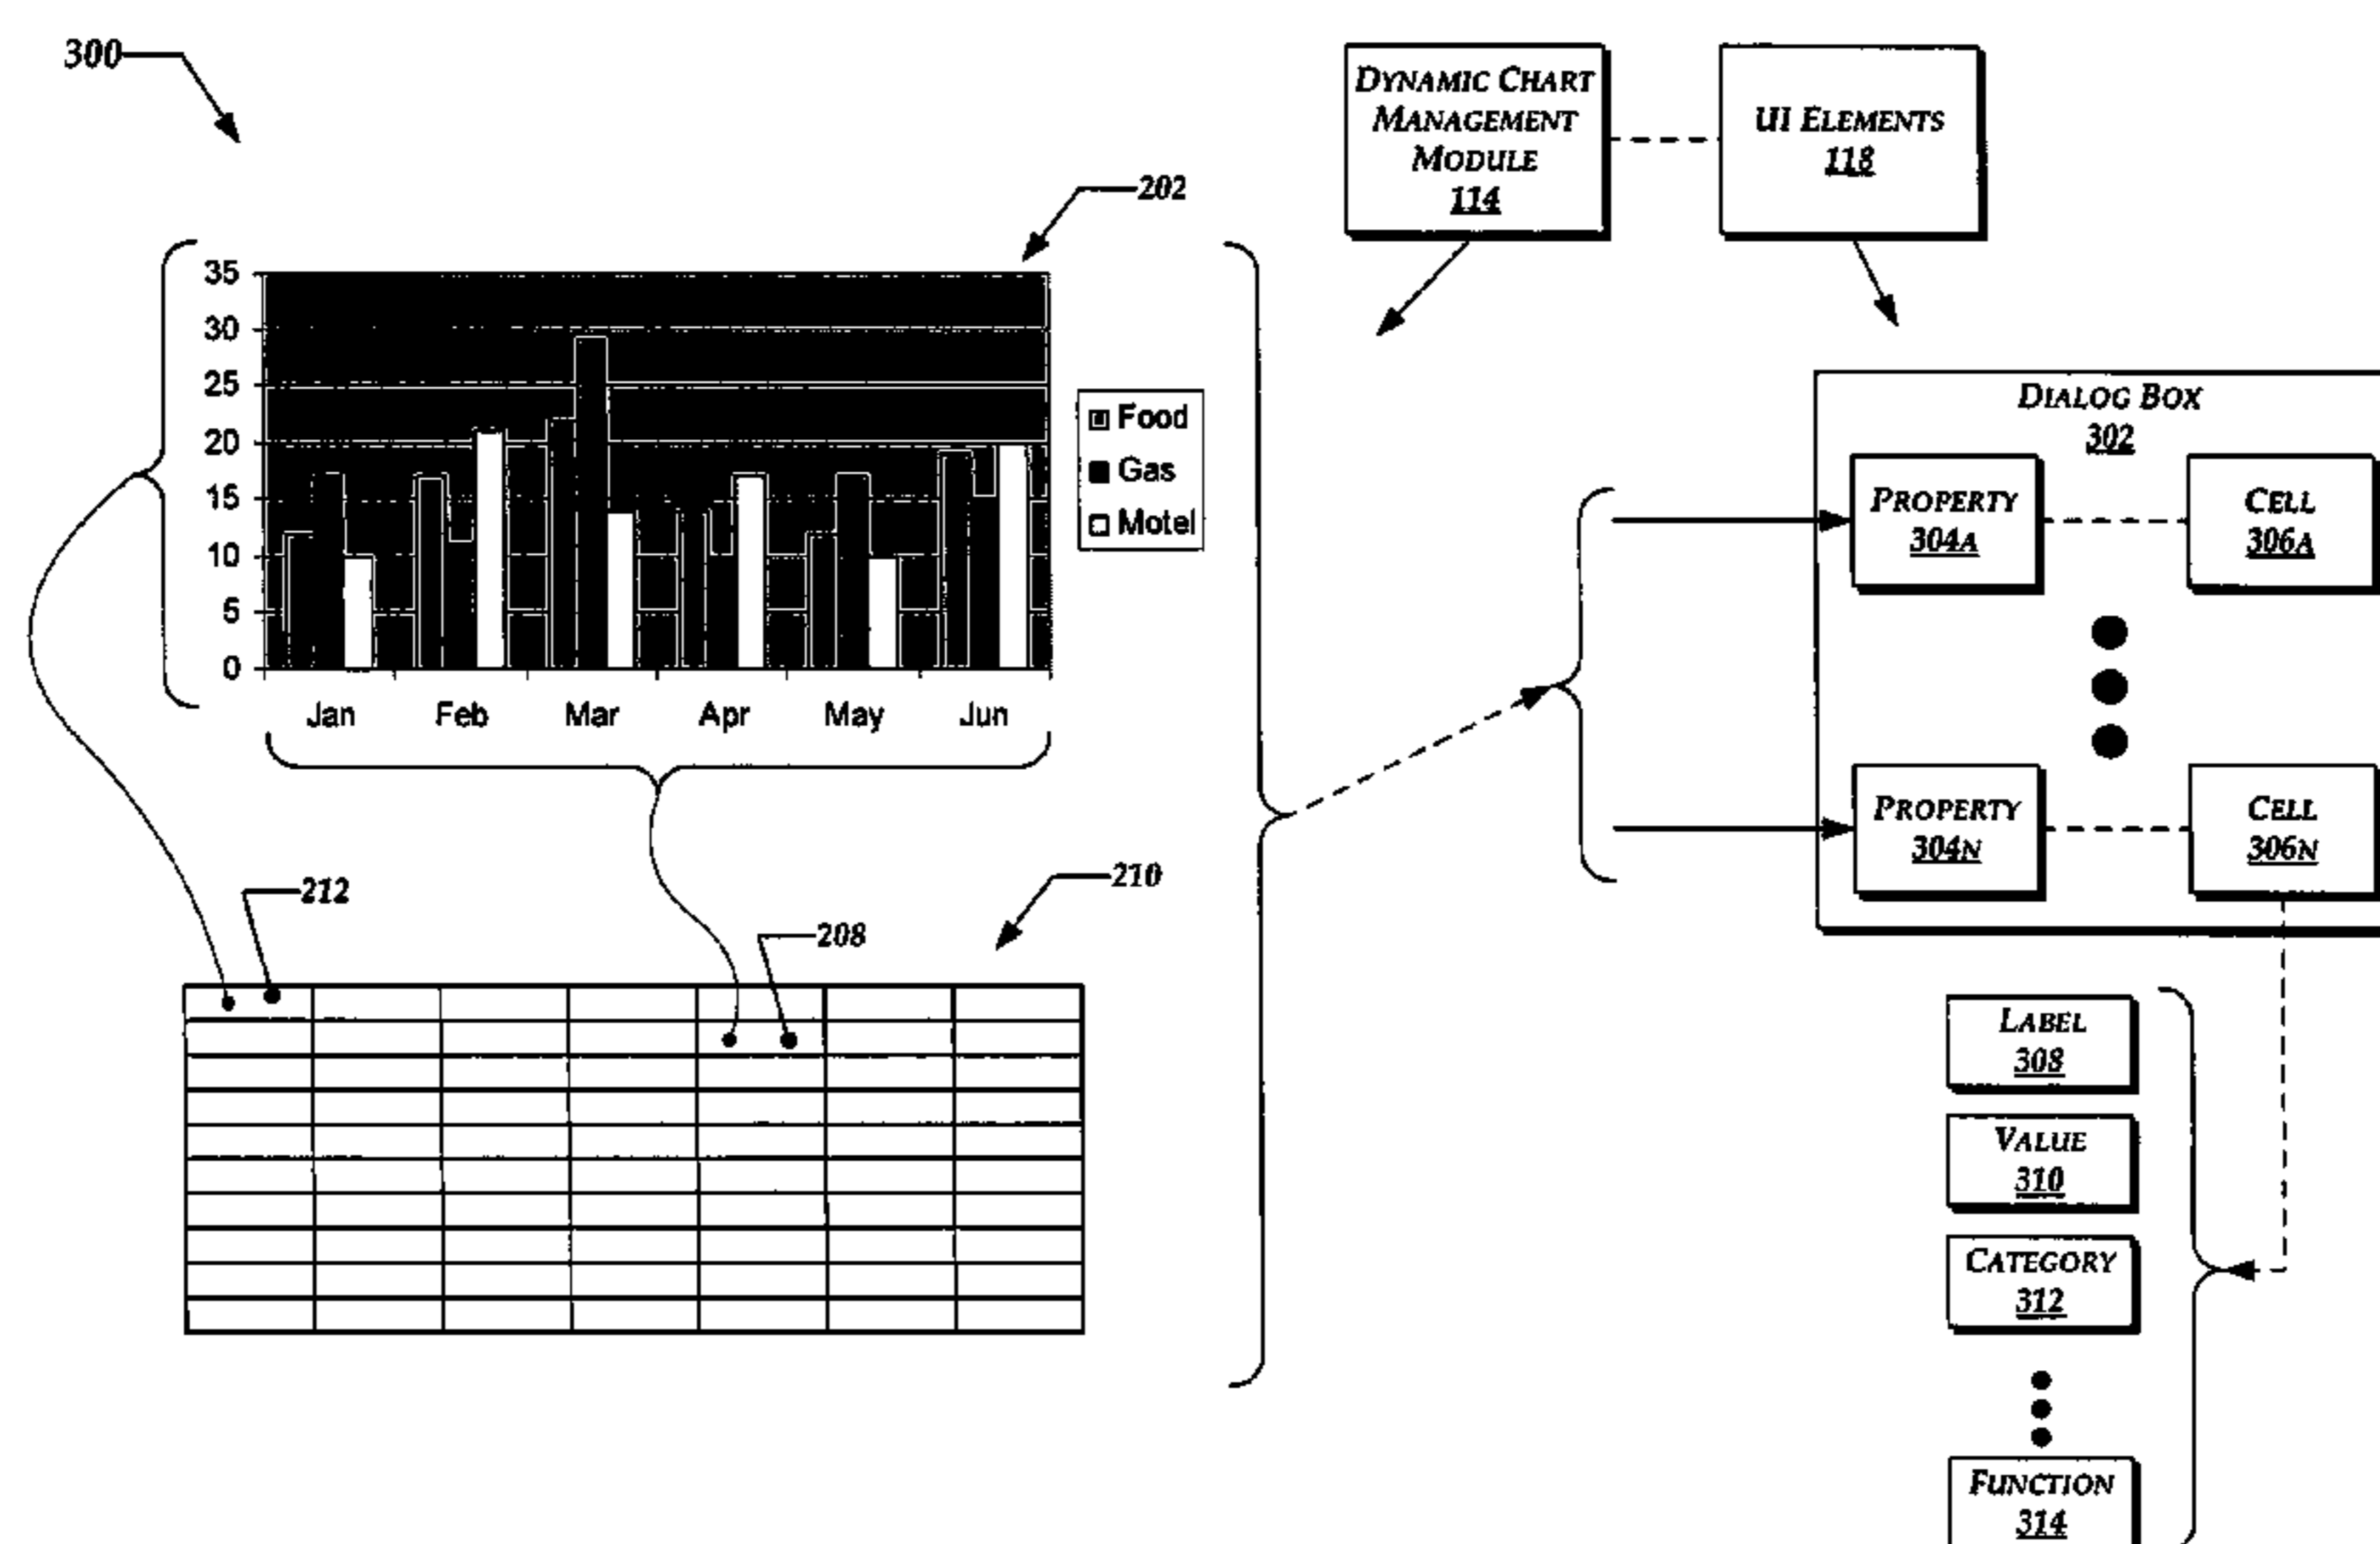 300
DYNAMIC CHART
MANAGEMENT
MODULE
114
UI ELEMENTS
118
202
35
30
25
20
15
10
5
0
Jan Feb Mar Apr May Jun
Food
Gas
Motel
DIALOG BOX
302
PROPERTY
304A
CELL
306A
PROPERTY
304N
CELL
306N
212
208
210
LABEL
308
VALUE
310
CATEGORY
312
FUNCTION
314